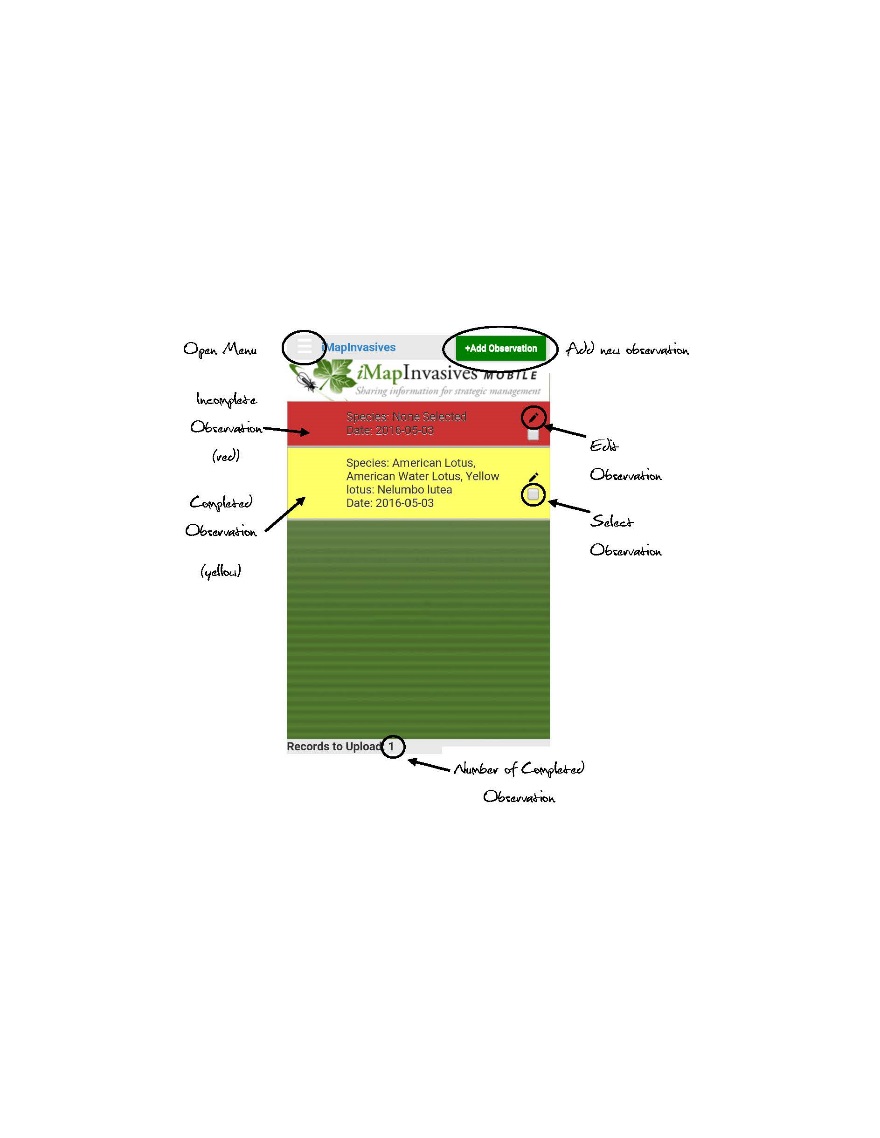 Open Menu
iMapInvasives
+Add Observation
Add new observation
iMapInvasives MOBILE
Sharing information for strategic management
Incomplete
Observation
(red)
Species: None Selected
Date: 2016-05-03
Edit
Observation
Completed
Observation
(yellow)
Species: American Lotus,
American Water Lotus, Yellow
lotus: Nelumbo lutea
Date: 2016-05-03
Select
Observation
Records to Upload: 1
Number of Completed
Observation